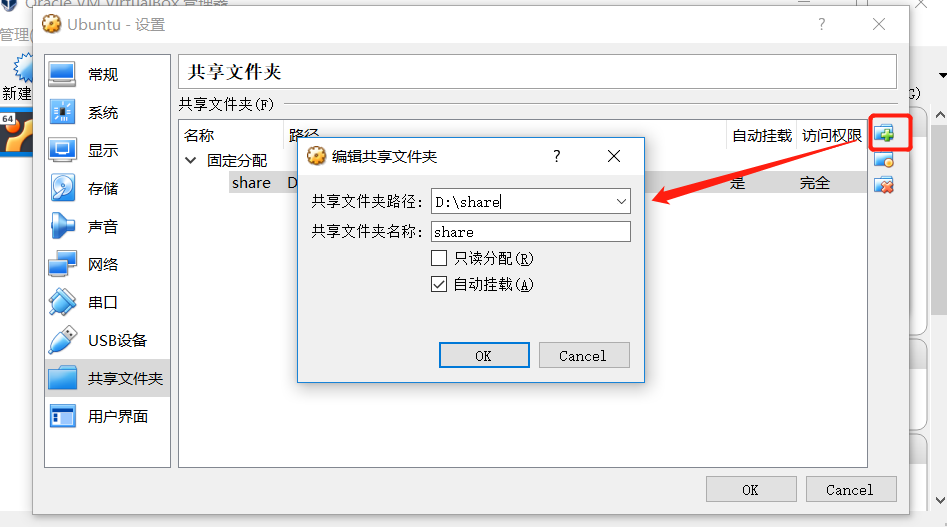 Oracle VM VirtualBox 管理器
管理(
Ubuntu - 设置
新建
64
常规
系统
显示
存储
声音
网络
串口
USB设备
共享文件夹
用户界面
共享文件夹
共享文件夹(F)
名称 路径 自动挂载 访问权限
固定分配
share D 是 完全
G)
编辑共享文件夹
共享文件夹路径: D:\share
共享文件夹名称: share
只读分配(R)
自动挂载(A)
OK Cancel
OK Cancel